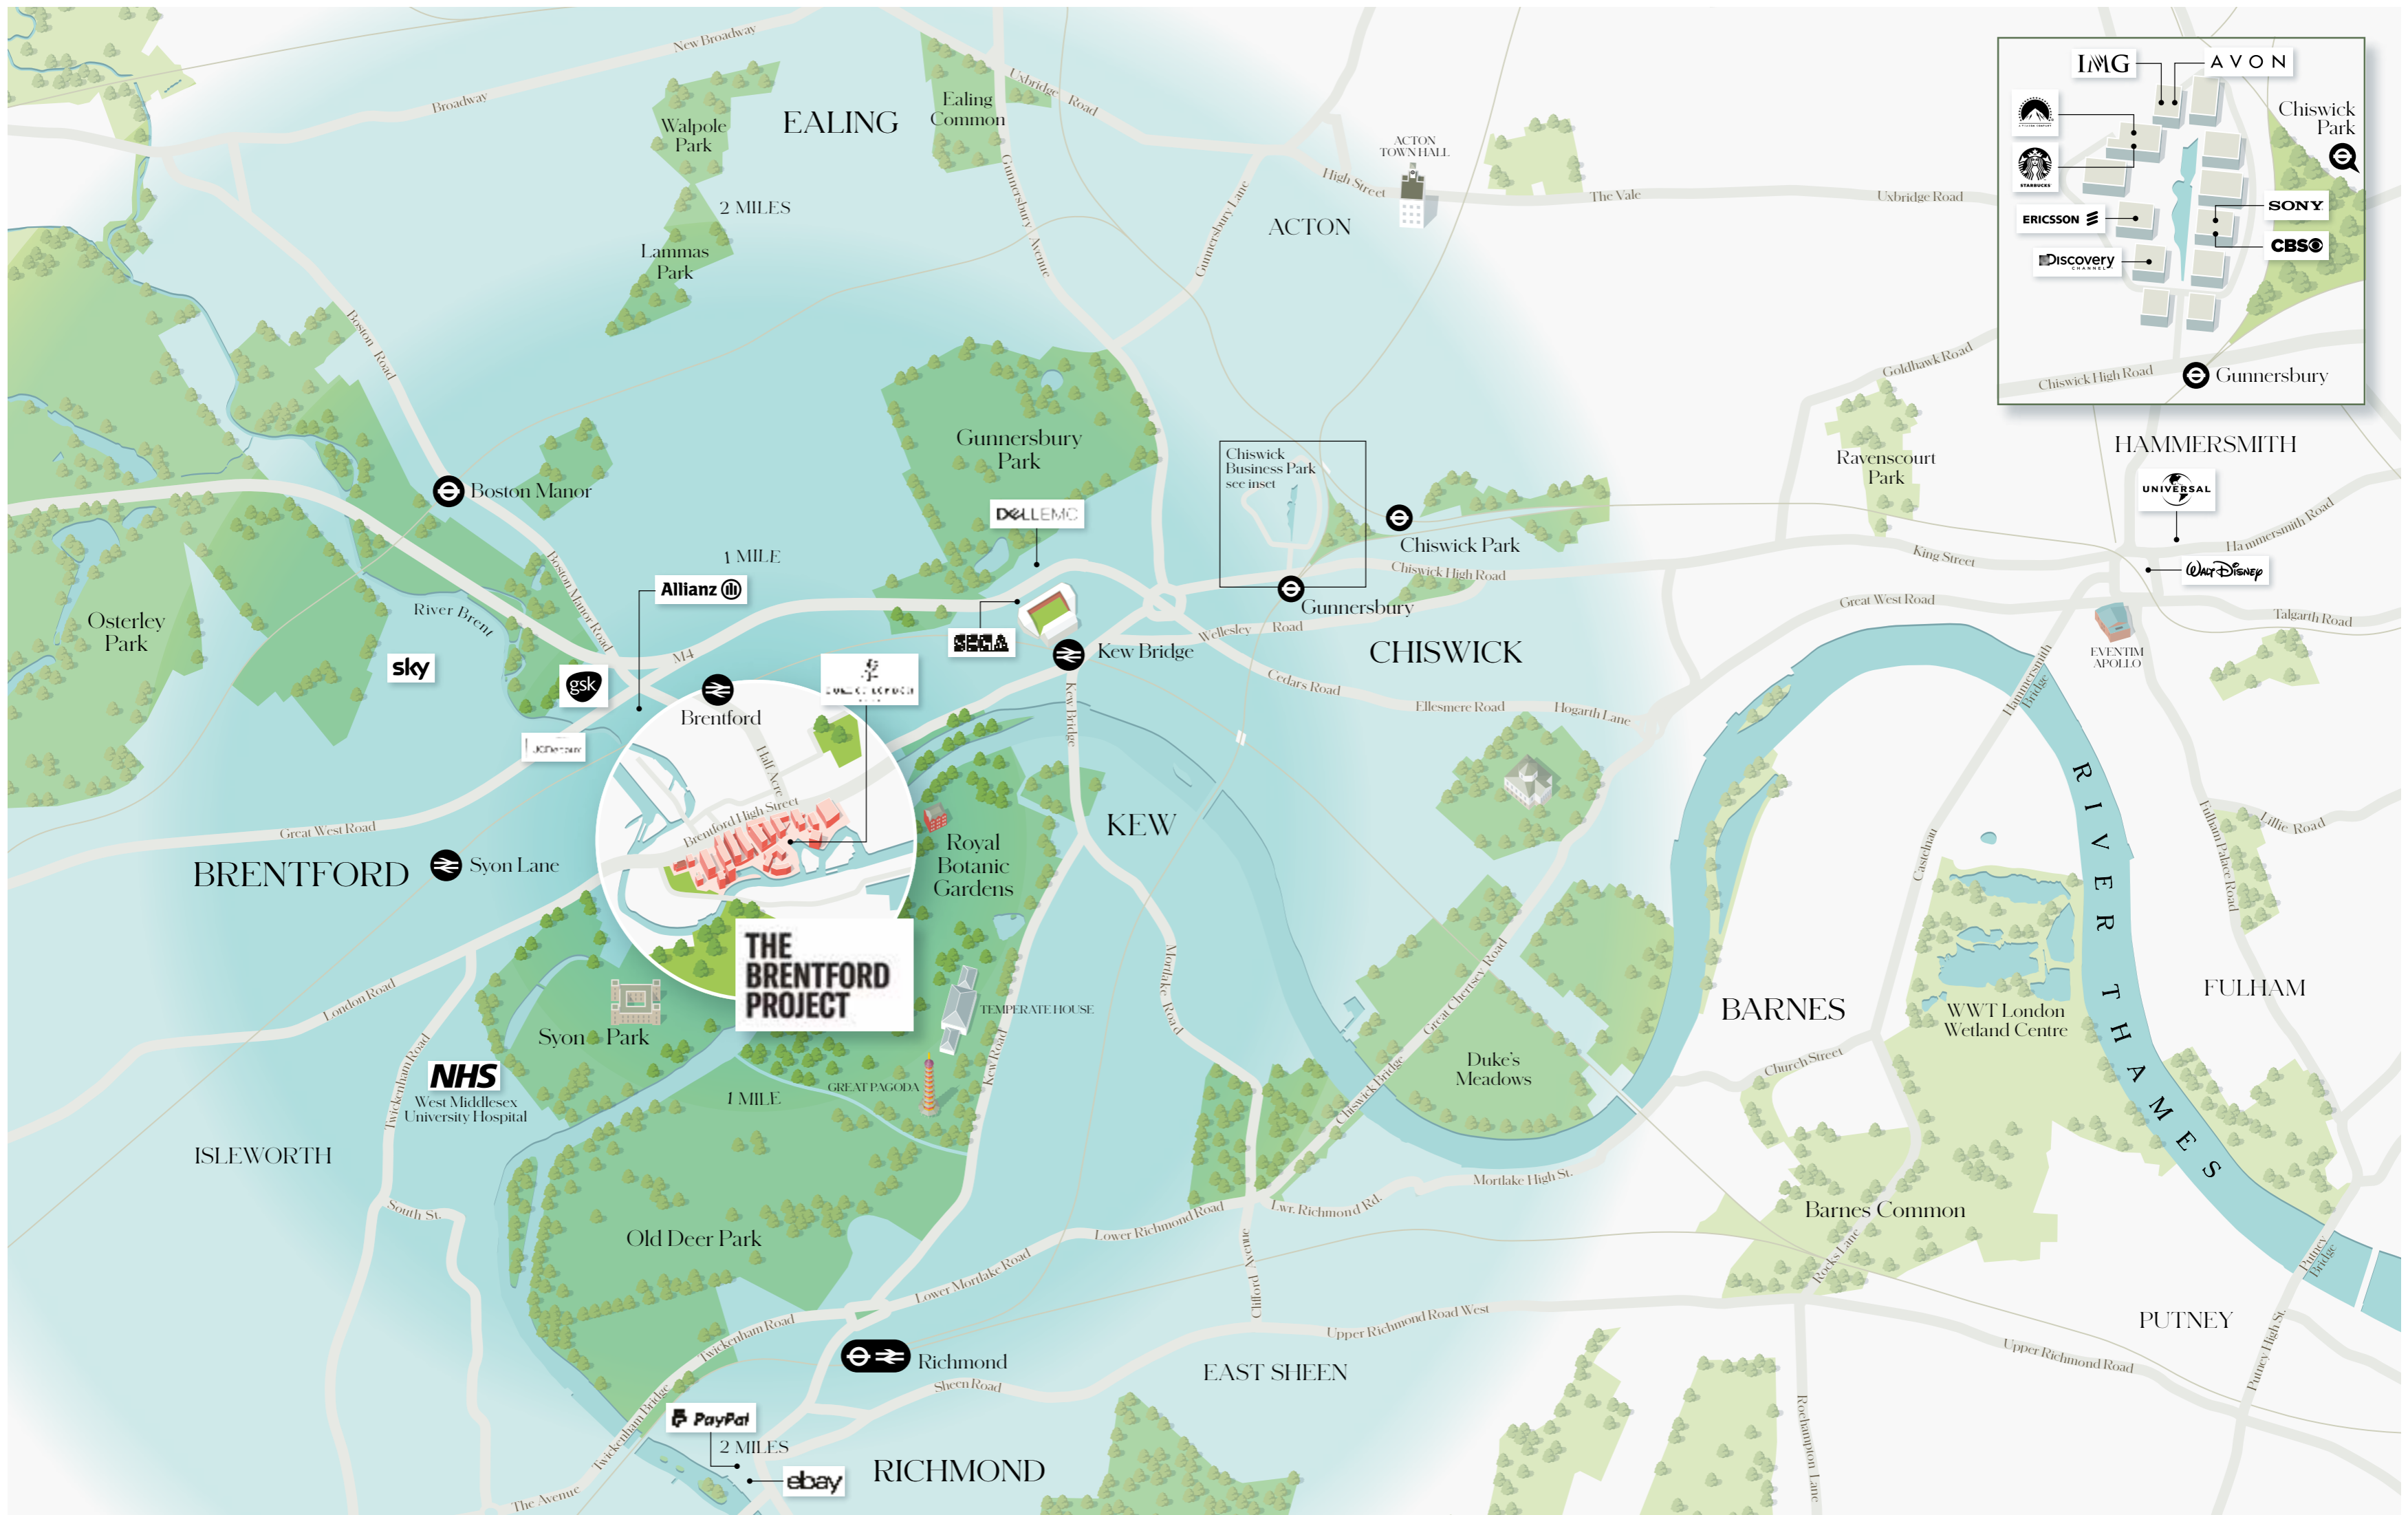 New Broadway
Broadway
Uxbridge Road
Walpole
Park
EALING
Ealing
Common
2 MILES
Lammas
Park
Gunnersbury Avenue
Gunnersbury Lane
ACTON
TOWN HALL
High Street
The Vale
Uxbridge Road
ACTON
IMG
AVON
STARBUCKS
ERICSSON
Discovery
CHANNEL
SONY
CBS
Chiswick
Park
Chiswick High Road
Gunnersbury
Boston Road
Goldhawk Road
Gunnersbury
Park
Chiswick
Business Park
see inset
Ravenscourt
Park
HAMMERSMITH
UNIVERSAL
Boston Manor
DELLEMC
Chiswick Park
Hammersmith Road
King Street
1 MILE
Boston Manor Road
Allianz
Chiswick High Road
WALT DISNEY
Great West Road
Talgarth Road
River Brent
Osterley
Park
SEGA
Gunnersbury
Wellesley Road
CHISWICK
EVENTIM
APOLLO
sky
gsk
M4
Kew Bridge
Cedars Road
Ellesmere Road
Hogarth Lane
Hammersmith
Bridge
JCDecaux
Brentford
Kew Bridge
Half Acre
Brentford High Street
Great West Road
BRENTFORD
Syon Lane
Royal
Botanic
Gardens
KEW
RIVER THAMES
Lillie Road
Fulham Palace Road
Castelnau
THE
BRENTFORD
PROJECT
London Road
Syon Park
TEMPERATE HOUSE
Mortlake Road
Great Chertsey Road
BARNES
WWT London
Wetland Centre
FULHAM
NHS
West Middlesex
University Hospital
Twickenham Road
1 MILE
GREAT PAGODA
Kew Road
Chiswick Bridge
Duke's
Meadows
Church Street
ISLEWORTH
South St.
Old Deer Park
Lower Richmond Road
Lwr. Richmond Rd.
Mortlake High St.
Barnes Common
Rocks Lane
Putney
Bridge
Lower Mortlake Road
Clifford Avenue
Twickenham Road
Richmond
Sheen Road
Upper Richmond Road West
EAST SHEEN
PUTNEY
Upper Richmond Road
Putney High St.
Roehampton Lane
Twickenham Bridge
PayPal
2 MILES
ebay
RICHMOND
The Avenue